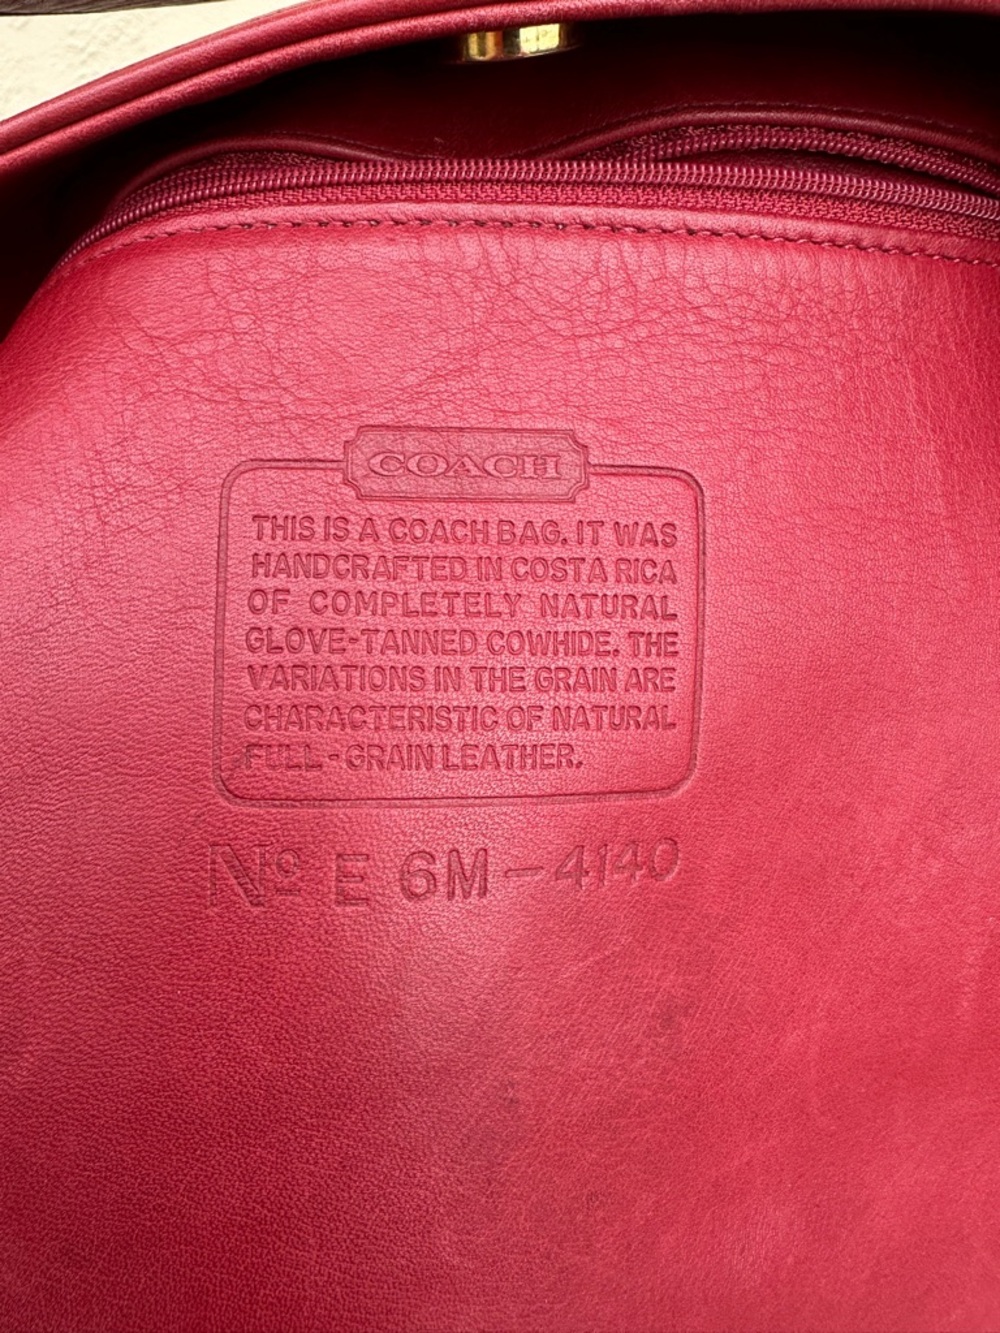 COACH
THIS IS A COACH BAG. IT WAS
HANDCRAFTED IN COSTA RICA
OF COMPLETELY NATURAL
GLOVE-TANNED COWHIDE. THE
VARIATIONS IN THE GRAIN ARE
CHARACTERISTIC OF NATURAL
FULL-GRAIN LEATHER.
Nº E 6M-4140